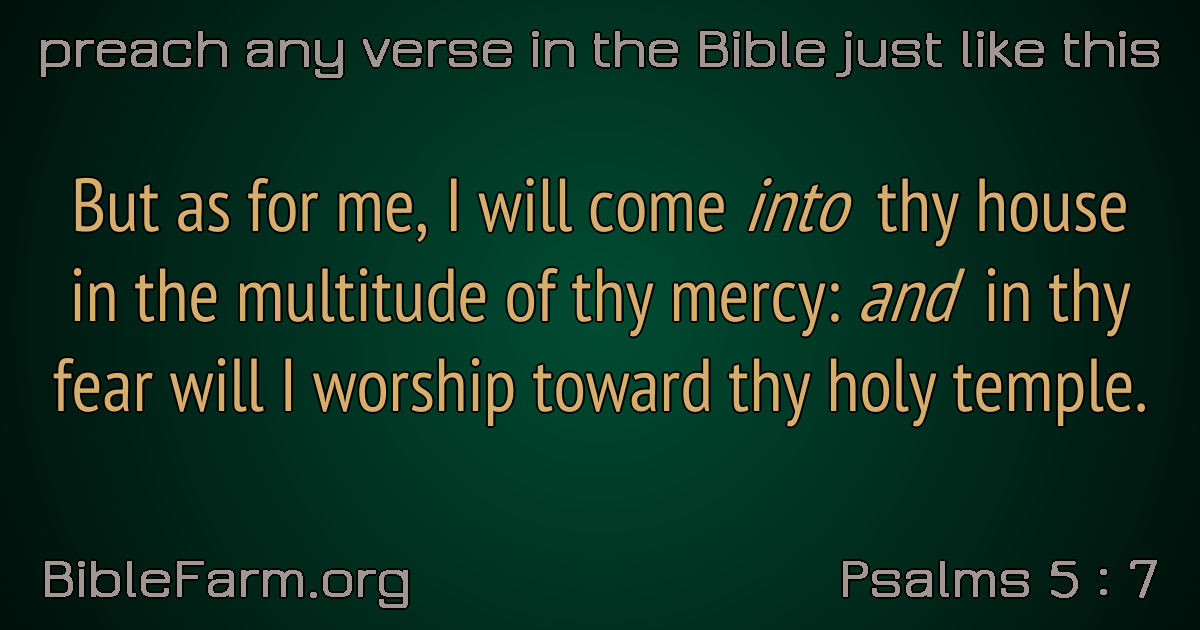 preach any verse in the Bible just like this
But as for me, I will come into thy house
in the multitude of thy mercy: and in thy
fear will I worship toward thy holy temple.
BibleFarm.org
Psalms 5 : 7